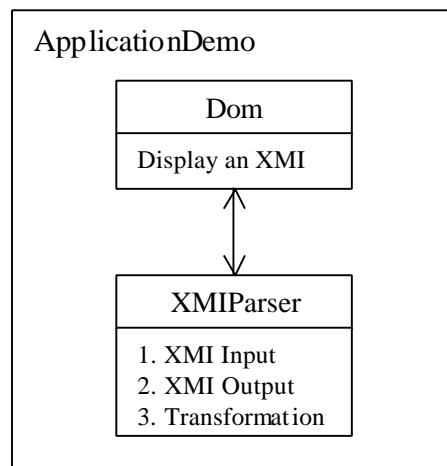 ApplicationDemo
Dom
Display an XMI
XMIParser
1. XMI Input
2. XMI Output
3. Transformation